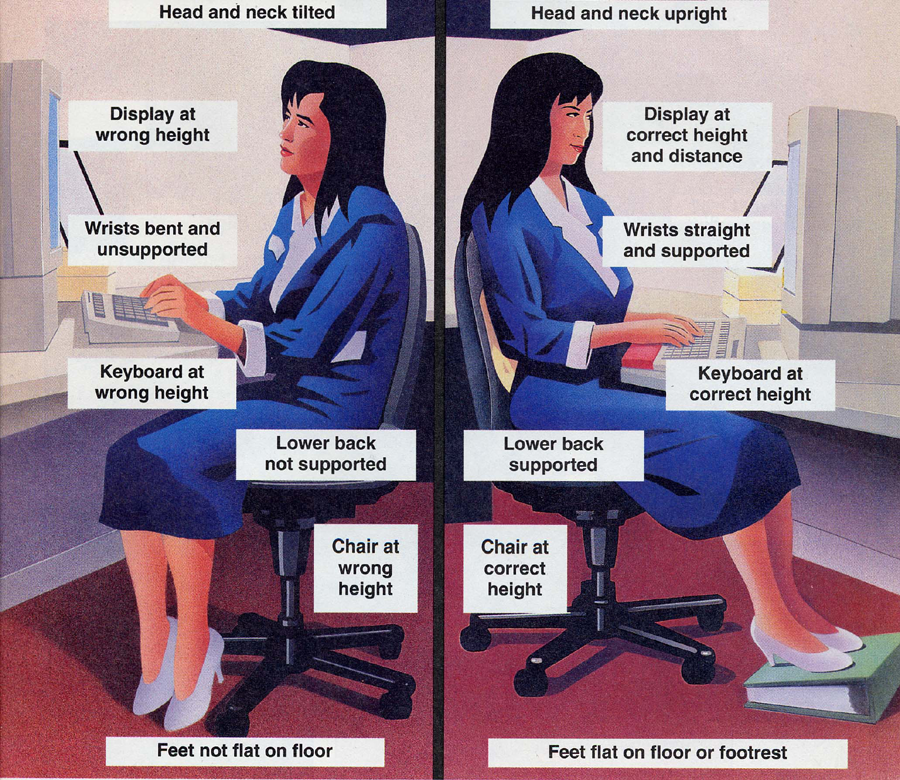 Head and neck tilted
Display at
wrong height
Wrists bent and
unsupported
Keyboard at
wrong height
Lower back
not supported
Chair at
wrong
height
Feet not flat on floor
Head and neck upright
Display at
correct height
and distance
Wrists straight
and supported
Keyboard at
correct height
Lower back
supported
Chair at
correct
height
Feet flat on floor or footrest